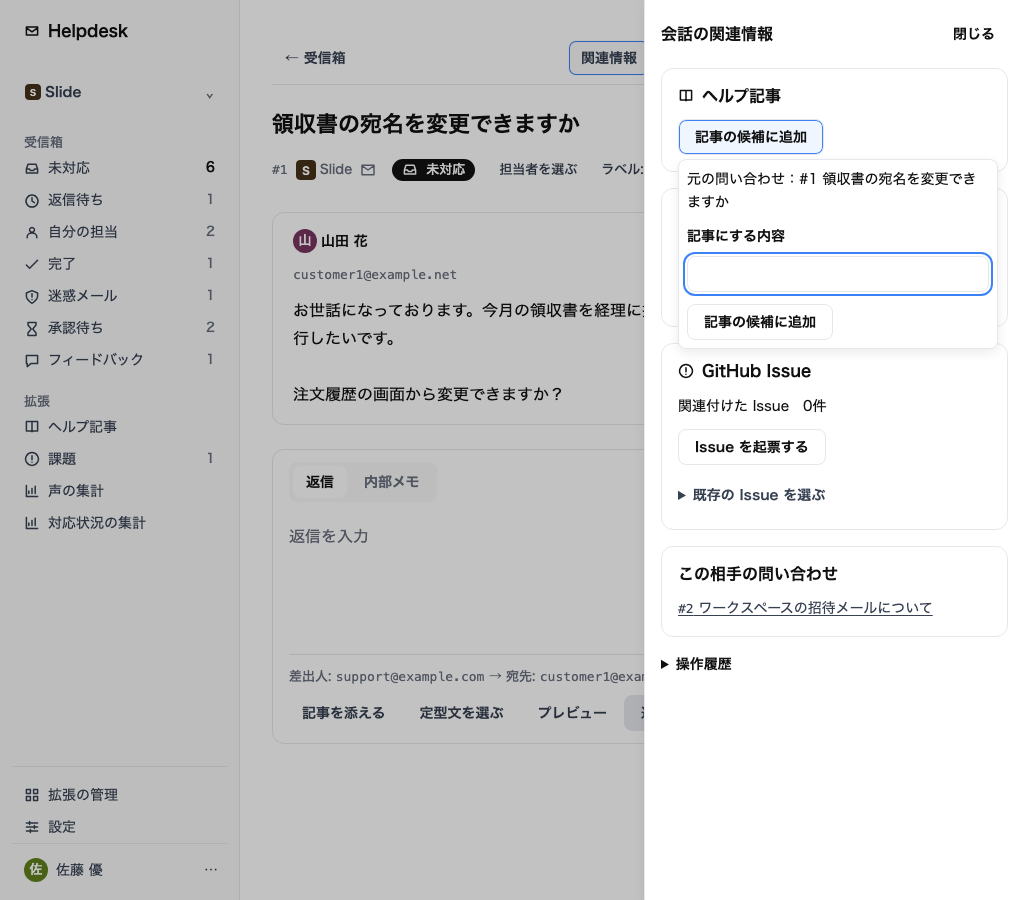 Helpdesk
S Slide
受信箱
未対応 6
返信待ち 1
自分の担当 2
完了 1
迷惑メール 1
承認待ち 2
フィードバック 1
拡張
ヘルプ記事
課題 1
声の集計
対応状況の集計
拡張の管理
設定
佐 佐藤 優 …
← 受信箱
関連情報
領収書の宛名を変更できますか
#1 S Slide 未対応 担当者を選ぶ ラベル:
山 山田 花
customer1@example.net
お世話になっております。今月の領収書を経理に
行したいです。
注文履歴の画面から変更できますか？
返信 内部メモ
返信を入力
差出人: support@example.com → 宛先: customer1@exam
記事を添える 定型文を選ぶ プレビュー
会話の関連情報 閉じる
ヘルプ記事
記事の候補に追加
元の問い合わせ：#1 領収書の宛名を変更でき
ますか
記事にする内容
記事の候補に追加
GitHub Issue
関連付けた Issue 0件
Issue を起票する
▶ 既存の Issue を選ぶ
この相手の問い合わせ
#2 ワークスペースの招待メールについて
▶ 操作履歴